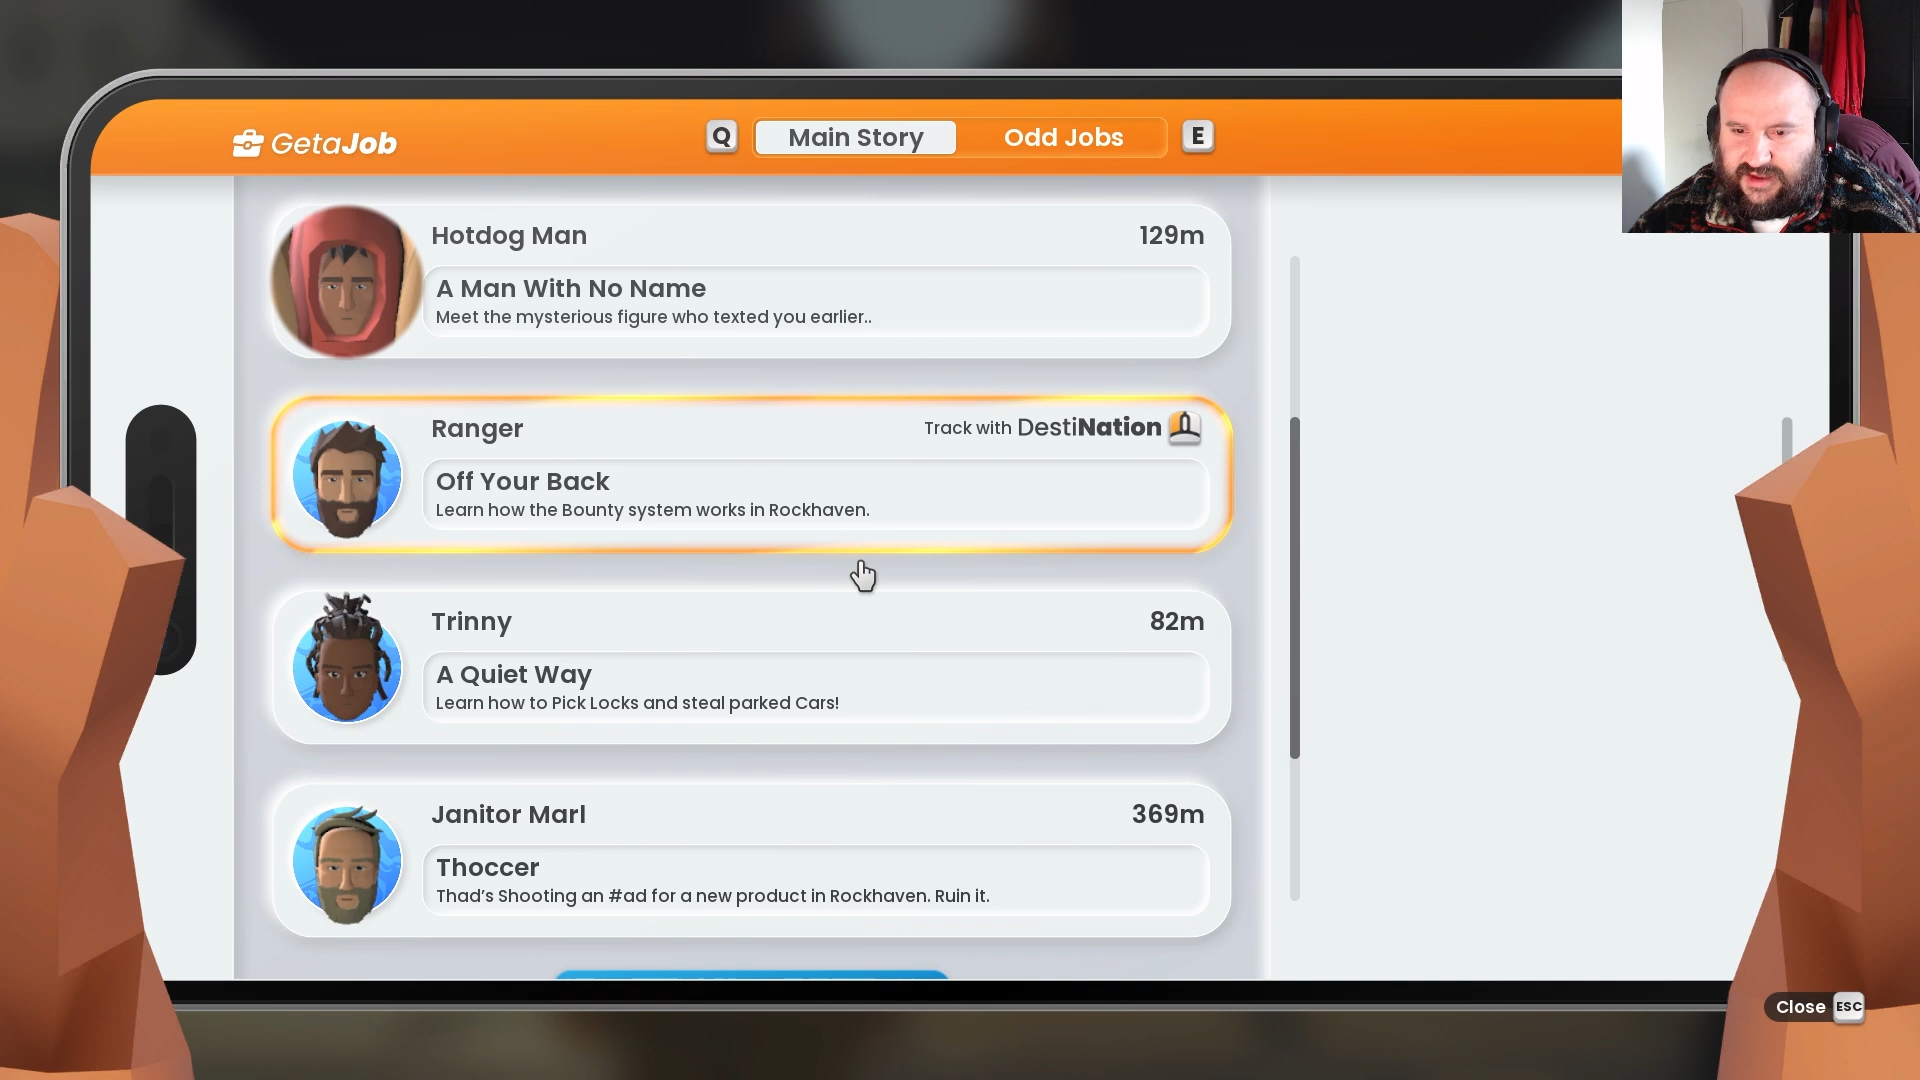 GetaJob
Q
Main Story
Odd Jobs
E
Hotdog Man
129m
A Man With No Name
Meet the mysterious figure who texted you earlier..
Ranger
Track with DestiNation
Off Your Back
Learn how the Bounty system works in Rockhaven.
Trinny
82m
A Quiet Way
Learn how to Pick Locks and steal parked Cars!
Janitor Marl
369m
Thoccer
Thad's Shooting an #ad for a new product in Rockhaven. Ruin it.
Close ESC